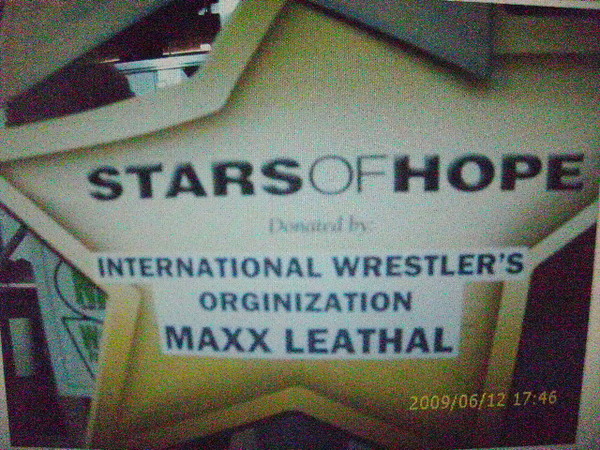 STARSOFHOPE
Donated by:
INTERNATIONAL WRESTLER'S
ORGINIZATION
MAXX LEATHAL
2009/06/12 17:46